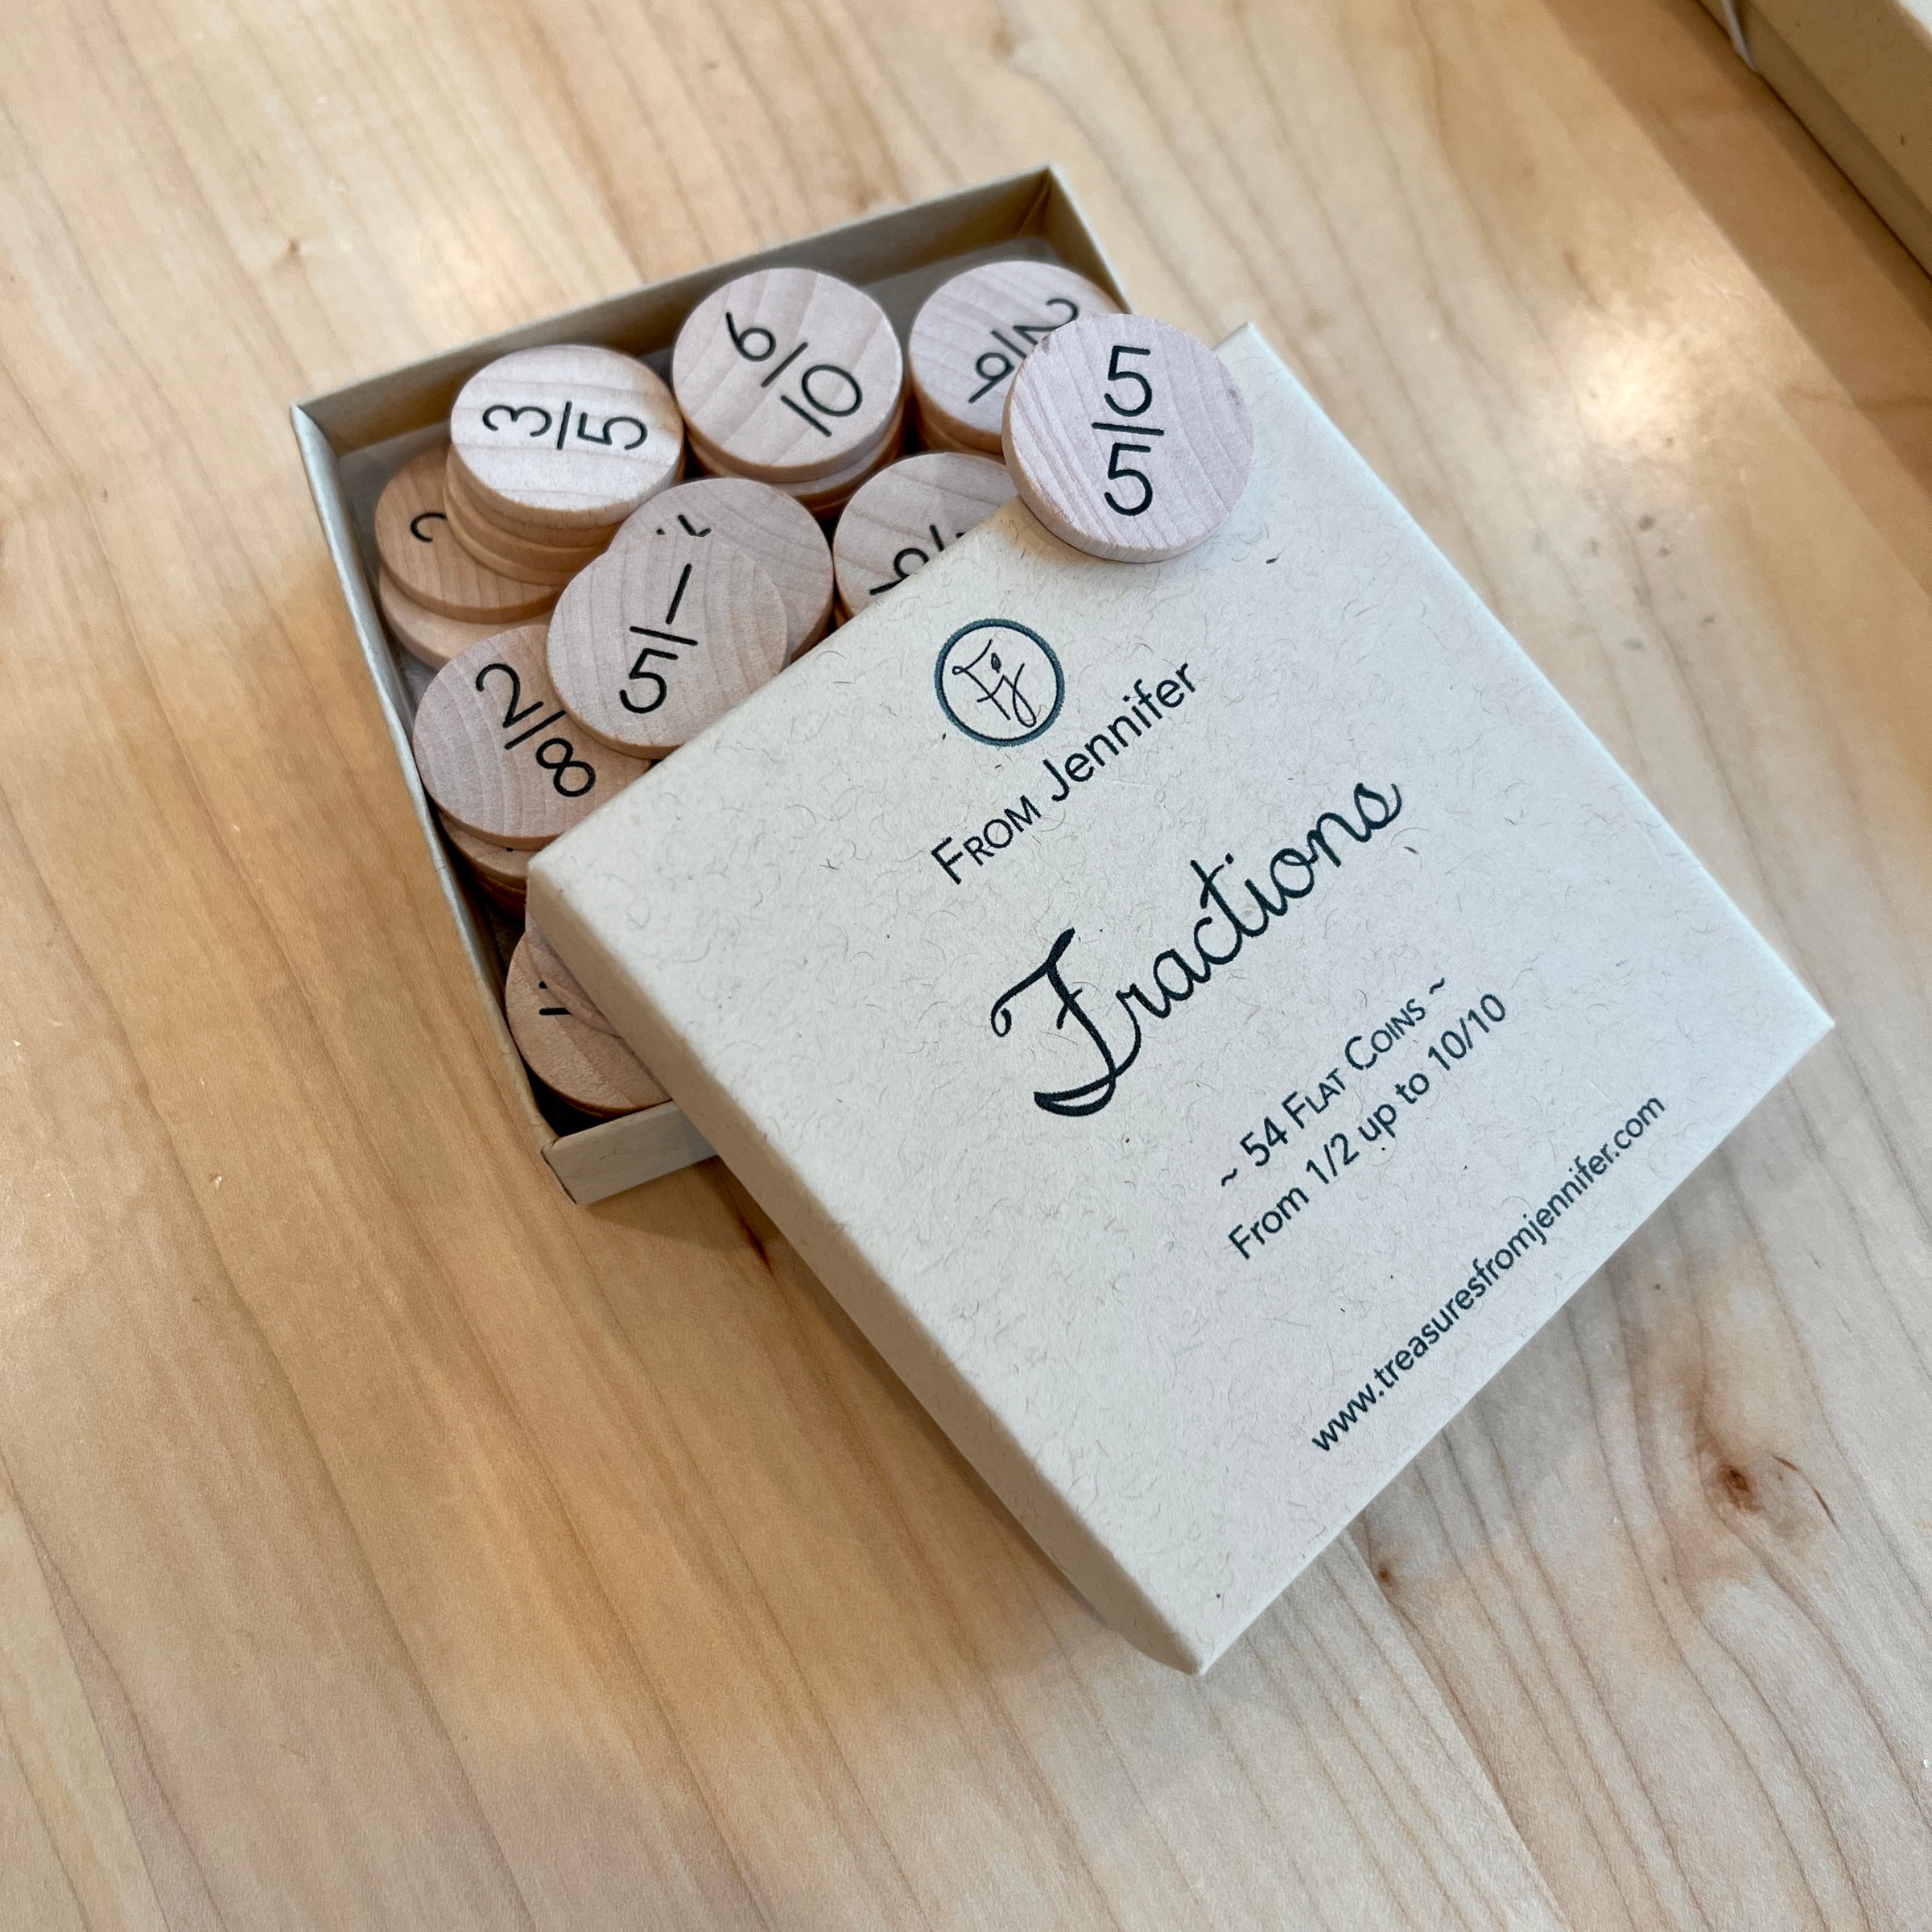 3/5
6/10
5/5
1/5
2/8
Fj
FROM Jennifer
Fractions
~ 54 FLAT COINS ~
From 1/2 up to 10/10
www.treasuresfromjennifer.com